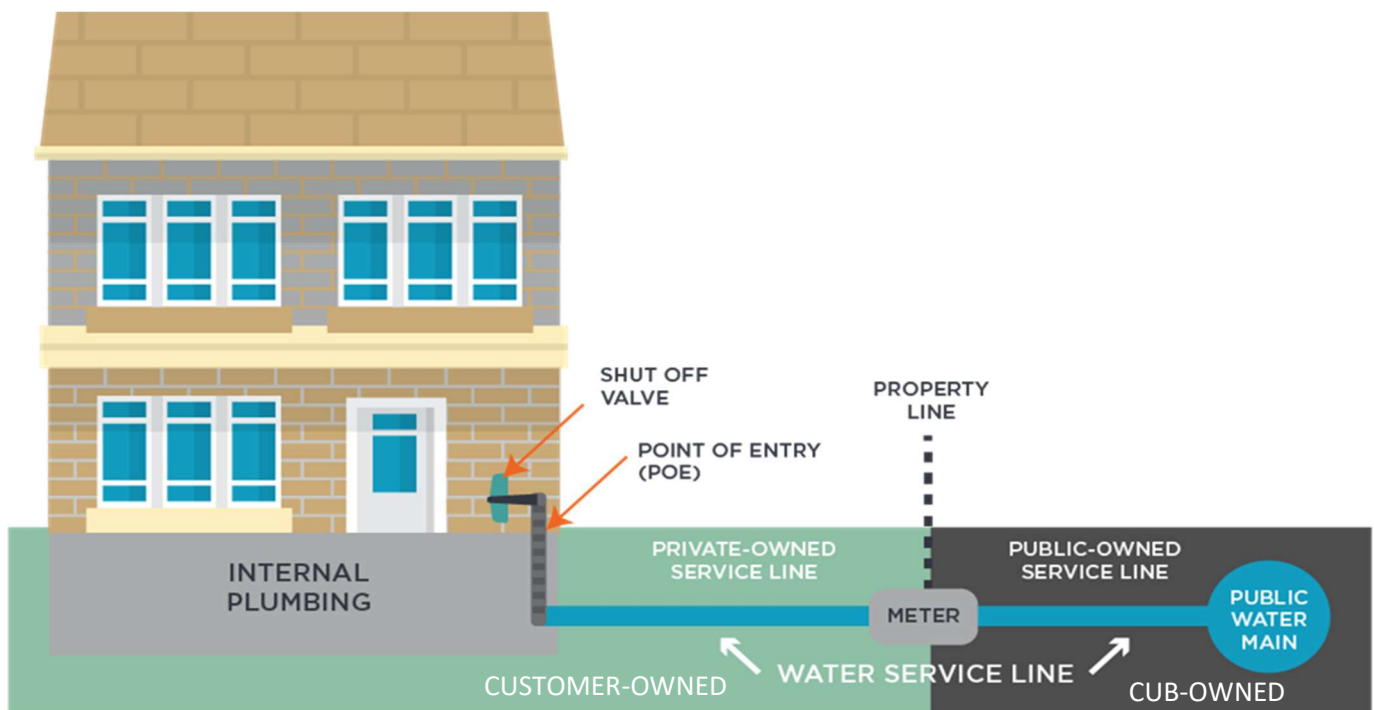 SHUT OFF
VALVE
PROPERTY
LINE
POINT OF ENTRY
(POE)
PRIVATE-OWNED
SERVICE LINE
PUBLIC-OWNED
SERVICE LINE
INTERNAL
PLUMBING
METER
PUBLIC
WATER
MAIN
WATER SERVICE LINE
CUSTOMER-OWNED
CUB-OWNED